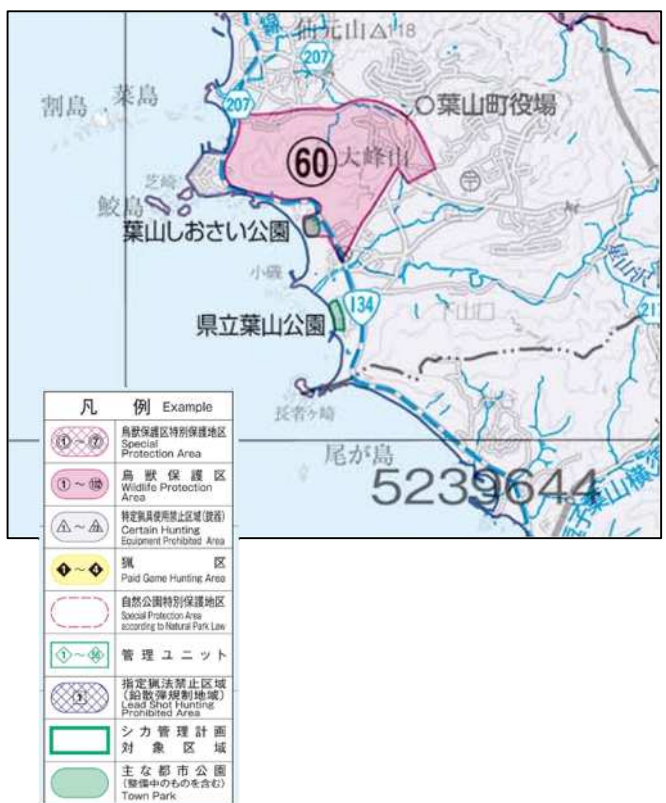 仙元山△118
207
207
割島
菜島
○葉山町役場
60
大峰山
芝崎
鮫島
葉山しおさい公園
小磯
134
下山口
県立葉山公園
長者ヶ崎
尾が島
5239644
凡 例 Example
鳥獣保護区特別保護地区
Special
Protection Area
鳥獣保護区
Wildlife Protection
Area
特定猟具使用禁止区域(銃器)
Certain Hunting
Equipment Prohibited Area
猟区
Paid Game Hunting Area
自然公園特別保護地区
Special Protection Area
according to Natural Park Law
管理ユニット
指定猟法禁止区域
(鉛散弾規制地域)
Lead Shot Hunting
Prohibited Area
シカ管理計画
対象区域
主な都市公園
(整備中のものを含む)
Town Park